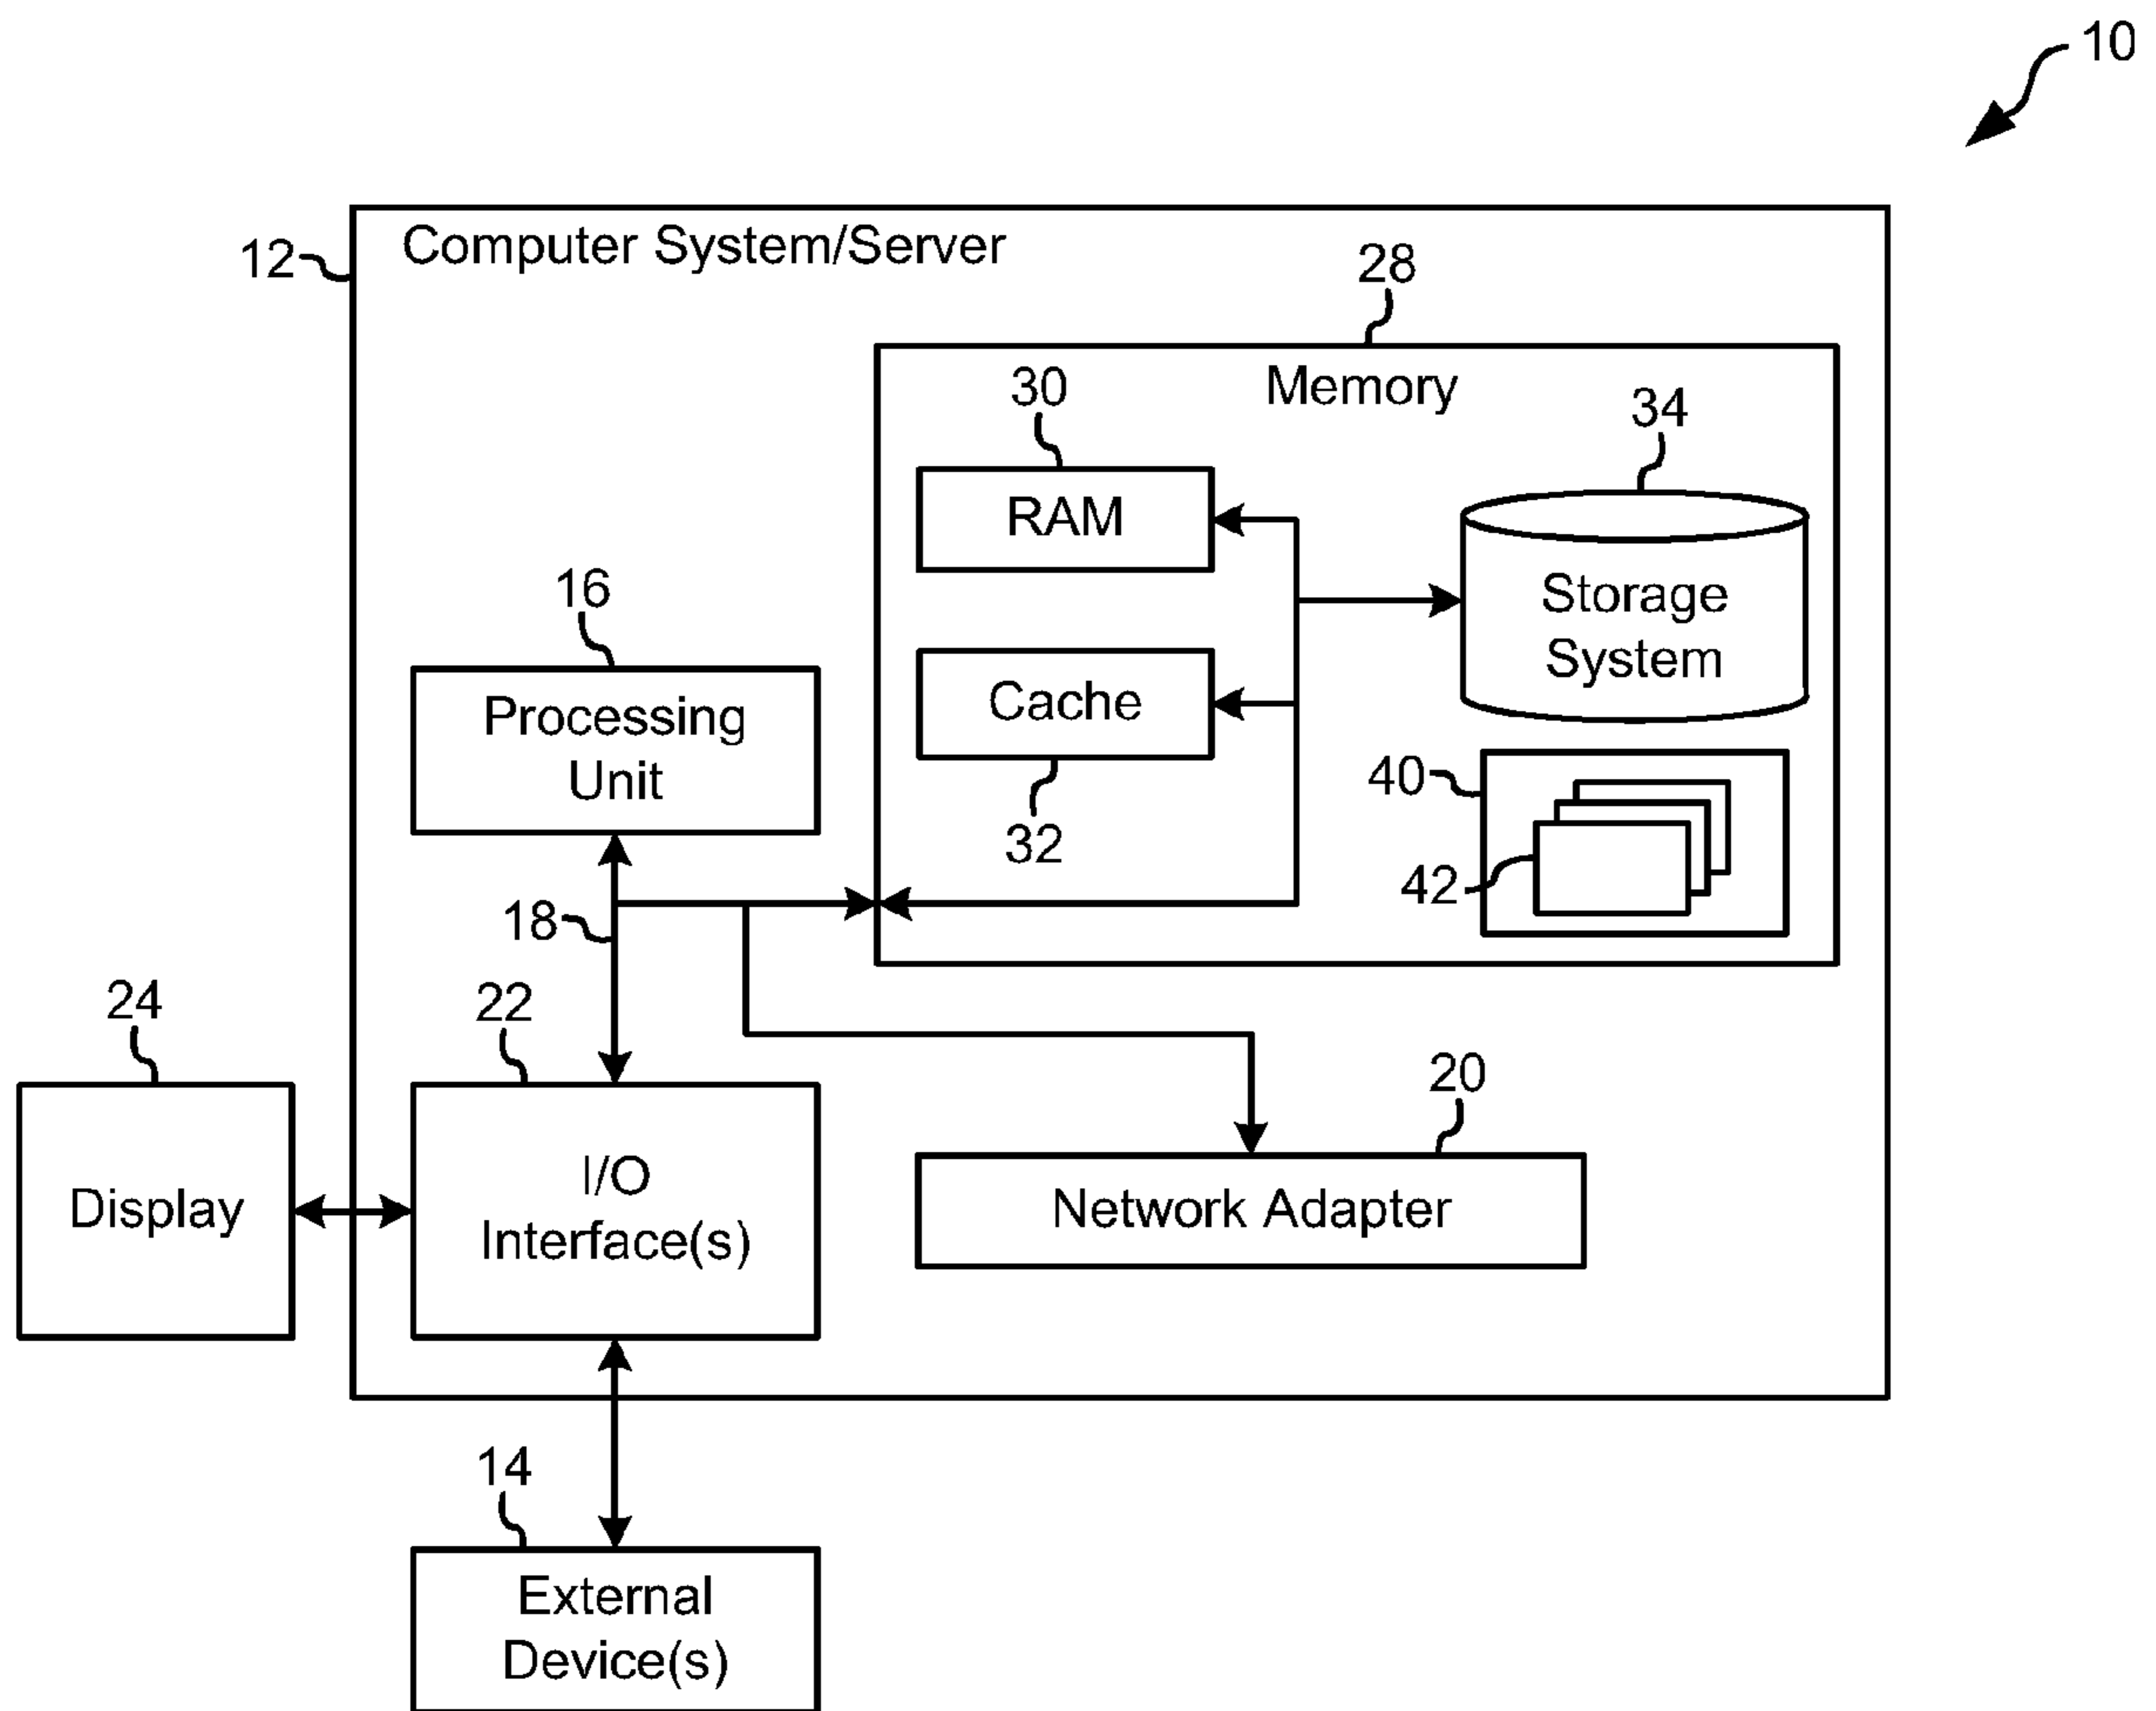 10
12
Computer System/Server
28
Memory
30
34
RAM
Storage
System
16
Processing
Unit
Cache
32
40
42
18
24
22
20
Display
I/O
Interface(s)
Network Adapter
14
External
Device(s)